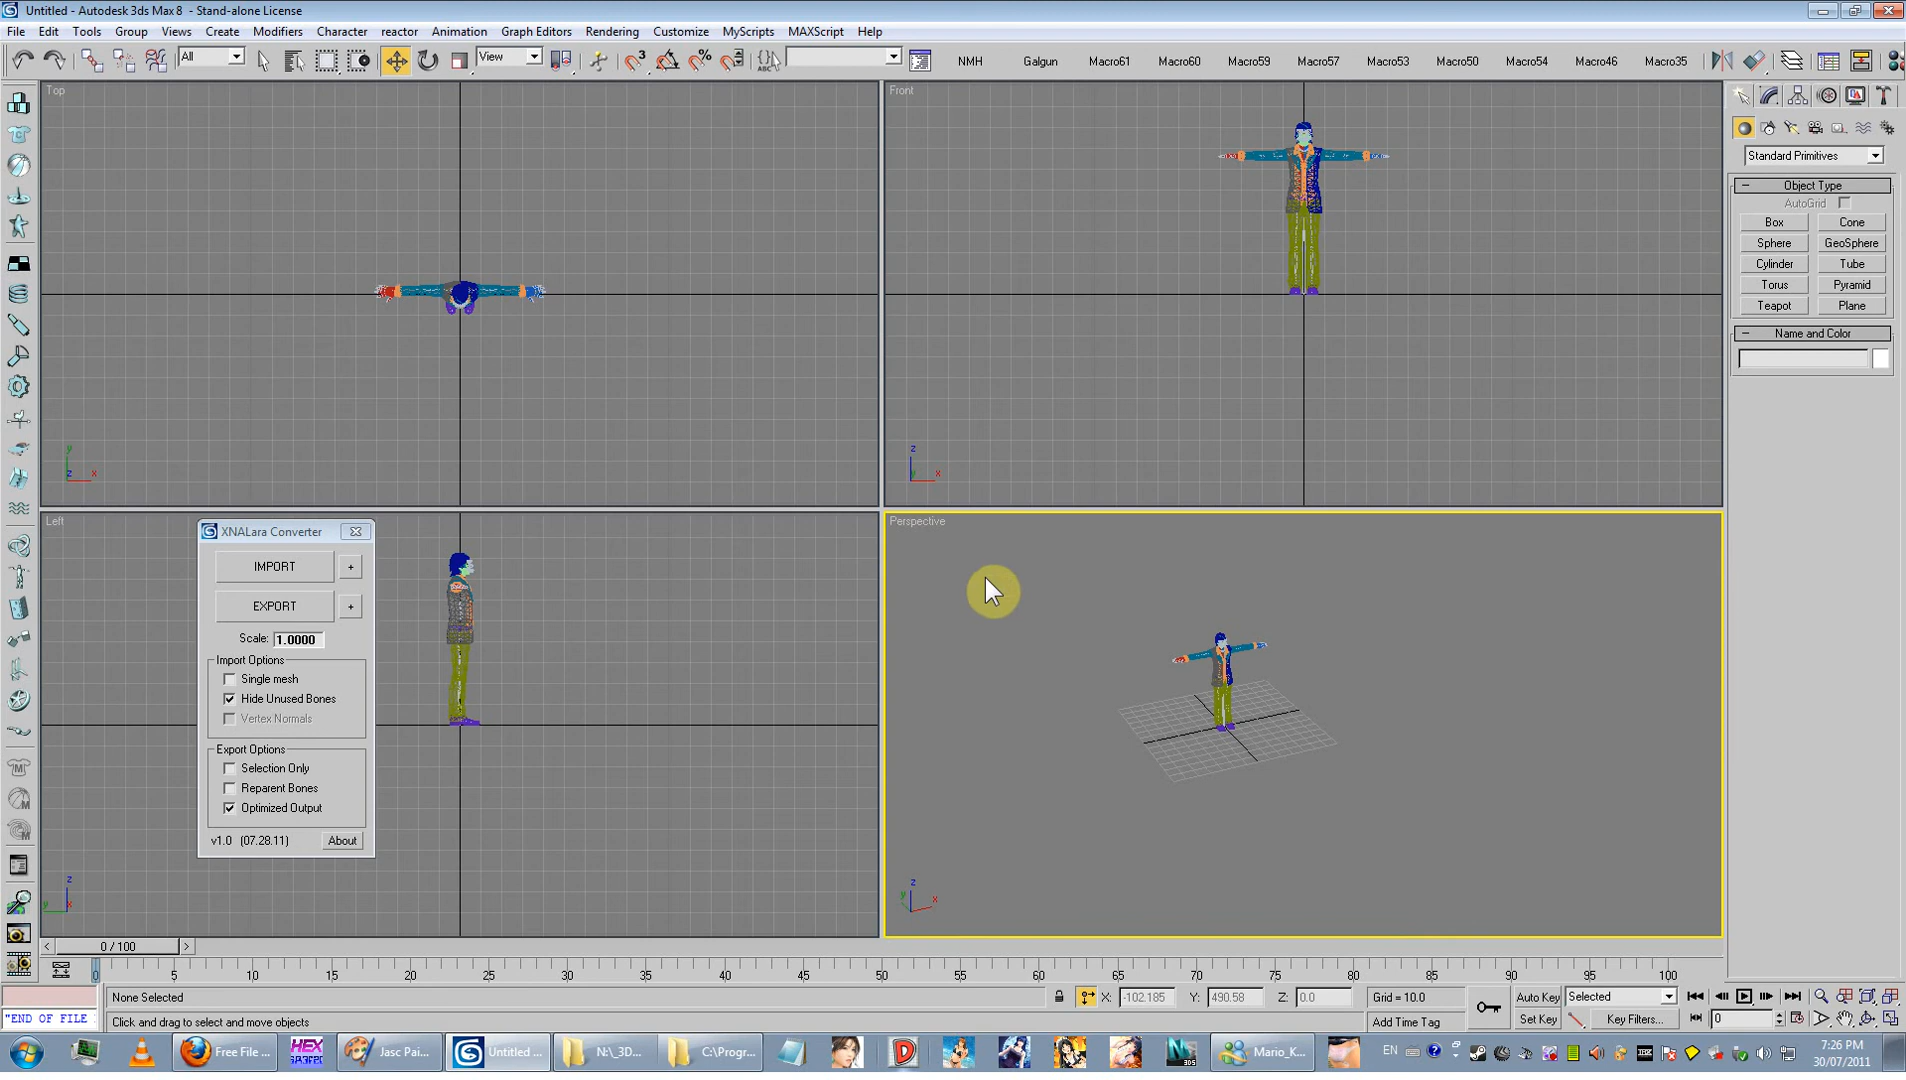 Untitled - Autodesk 3ds Max 8 - Stand-alone License
File Edit Tools Group Views Create Modifiers Character reactor Animation Graph Editors Rendering Customize MyScripts MAXScript Help
All View NMH Galgun Macro61 Macro60 Macro59 Macro57 Macro53 Macro50 Macro54 Macro46 Macro35
Top
Front
Standard Primitives
Object Type
AutoGrid
Box Cone
Sphere GeoSphere
Cylinder Tube
Torus Pyramid
Teapot Plane
Name and Color
y
z x
z
y x
Left
Perspective
XNALara Converter
IMPORT +
EXPORT +
Scale: 1.0000
Import Options
Single mesh
Hide Unused Bones
Vertex Normals
Export Options
Selection Only
Reparent Bones
Optimized Output
v1.0 (07.28.11) About
z
y x
z
y x
< 0 / 100 >
0 5 10 15 20 25 30 35 40 45 50 55 60 65 70 75 80 85 90 95 100
None Selected X: -102.185 Y: 490.58 Z: 0.0 Grid = 10.0 Auto Key Selected
"END OF FILE Click and drag to select and move objects Add Time Tag Set Key Key Filters... 0
Free File ... HEX Jasc Pai... Untitled ... N:\_3D... C:\Progr... Mario_K... EN 7:26 PM
30/07/2011